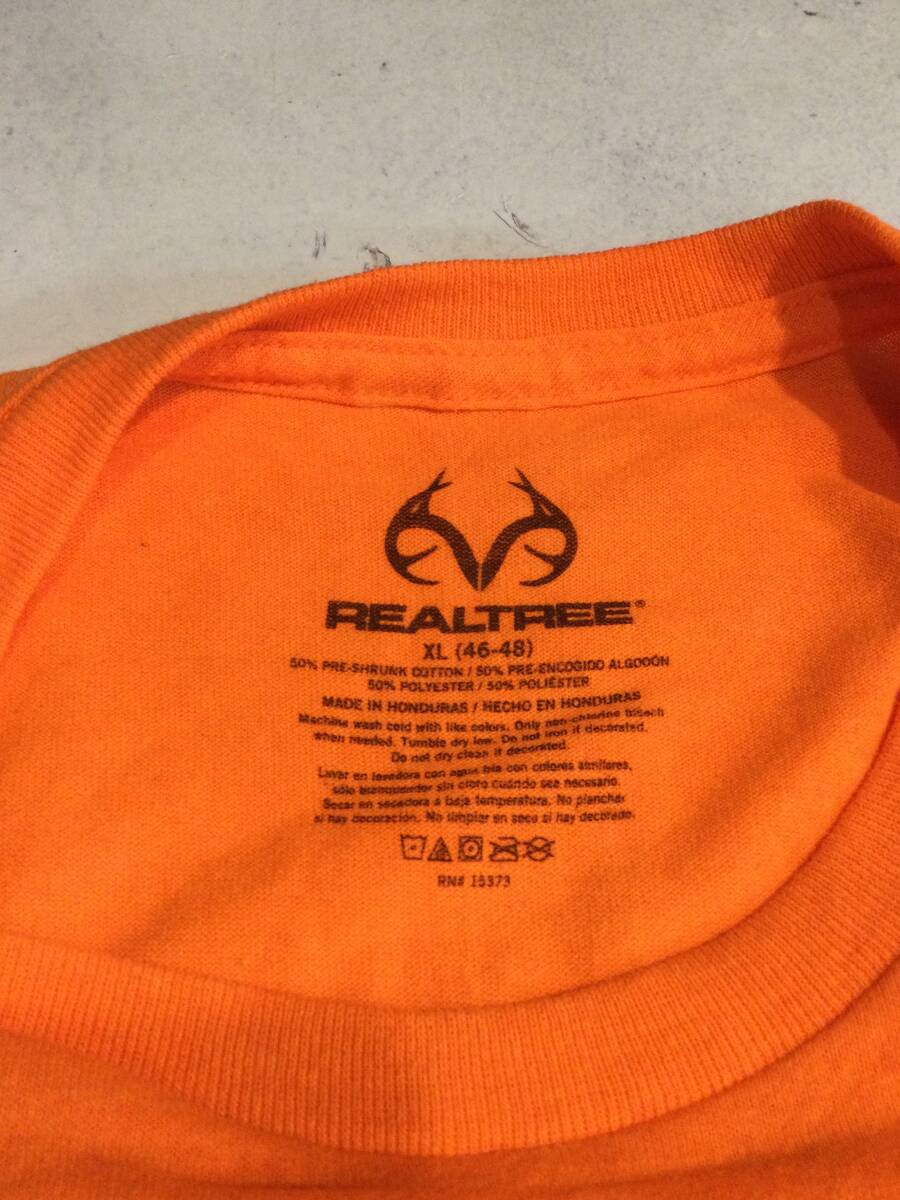 REALTREE®
XL (46-48)
50% PRE-SHRUNK COTTON / 50% PRE-ENCOGIDO ALGODÓN
50% POLYESTER / 50% POLIÉSTER
MADE IN HONDURAS / HECHO EN HONDURAS
Machine wash cold with like colors. Only non-chlorine bleach
when needed. Tumble dry low. Do not iron if decorated.
Do not dry clean if decorated.
Lavar en lavadora con agua fría con colores similares,
sólo blanqueador sin cloro cuándo sea necesario.
Secar en secadora a baja temperatura. No planchar
si hay decoración. No limpiar en seco si hay decorado.
RN# 15373